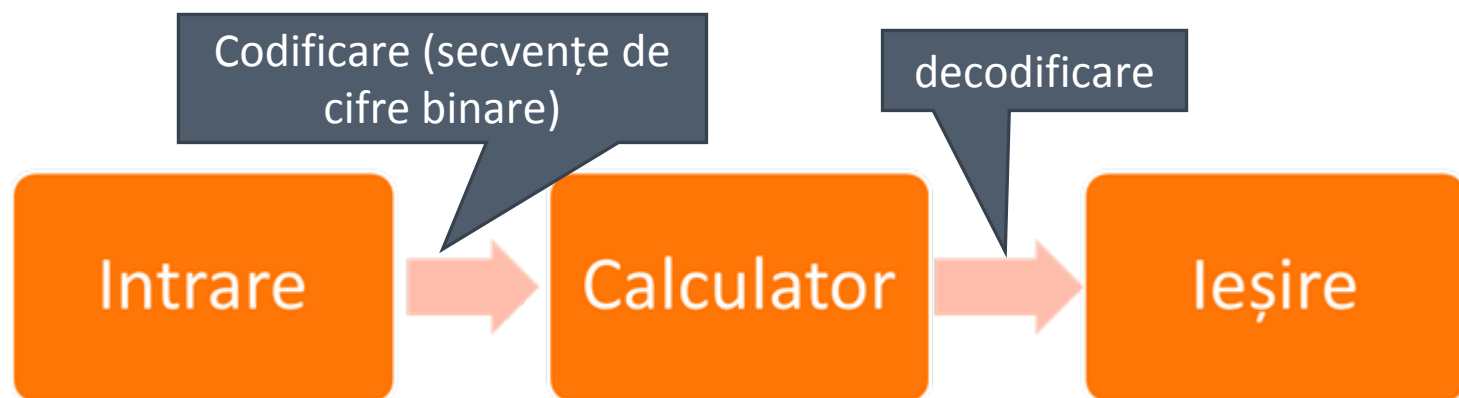 Codificare (secvențe de
cifre binare)
decodificare
Intrare
Calculator
Ieșire